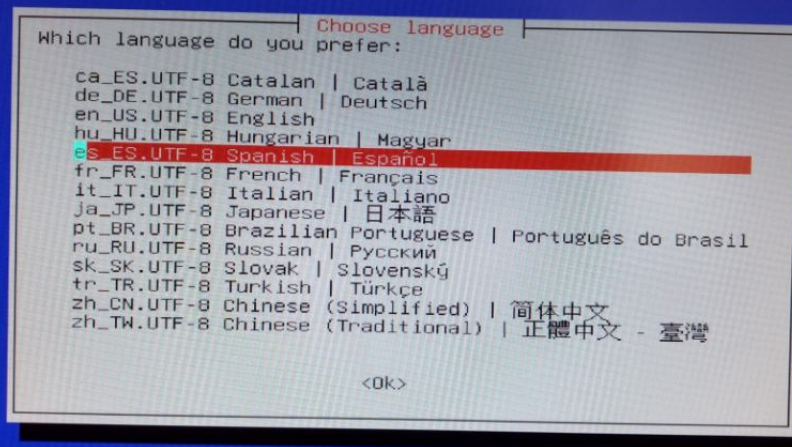 Choose language
Which language do you prefer:
ca_ES.UTF-8 Catalan | Català
de_DE.UTF-8 German | Deutsch
en_US.UTF-8 English
hu_HU.UTF-8 Hungarian | Magyar
es_ES.UTF-8 Spanish | Español
fr_FR.UTF-8 French | Français
it_IT.UTF-8 Italian | Italiano
ja_JP.UTF-8 Japanese | 日本語
pt_BR.UTF-8 Brazilian Portuguese | Português do Brasil
ru_RU.UTF-8 Russian | Русский
sk_SK.UTF-8 Slovak | Slovenský
tr_TR.UTF-8 Turkish | Türkçe
zh_CN.UTF-8 Chinese (Simplified) | 简体中文
zh_TW.UTF-8 Chinese (Traditional) | 正體中文 - 臺灣
<Ok>